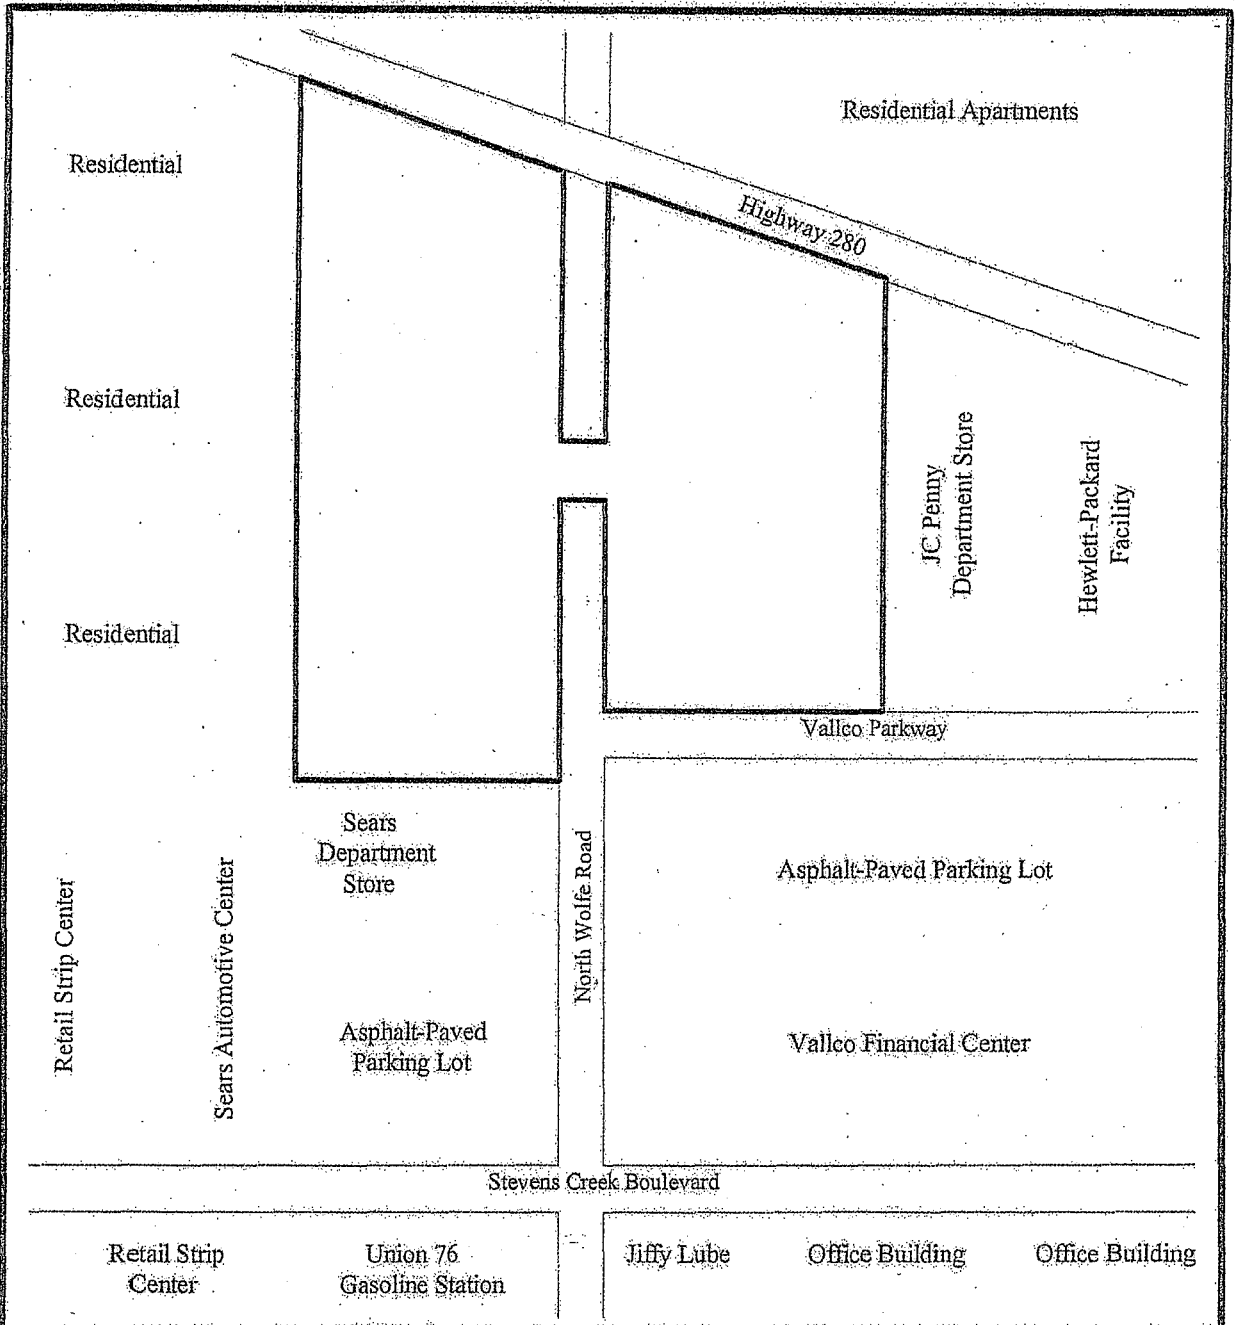 Residential Apartments
Residential
Highway 280
Residential
JC Penny
Department Store
Hewlett-Packard
Facility
Residential
Vallco Parkway
Sears
Department
Store
North Wolfe Road
Asphalt-Paved Parking Lot
Retail Strip Center
Sears Automotive Center
Asphalt-Paved
Parking Lot
Vallco Financial Center
Stevens Creek Boulevard
Retail Strip
Center
Union 76
Gasoline Station
Jiffy Lube
Office Building
Office Building